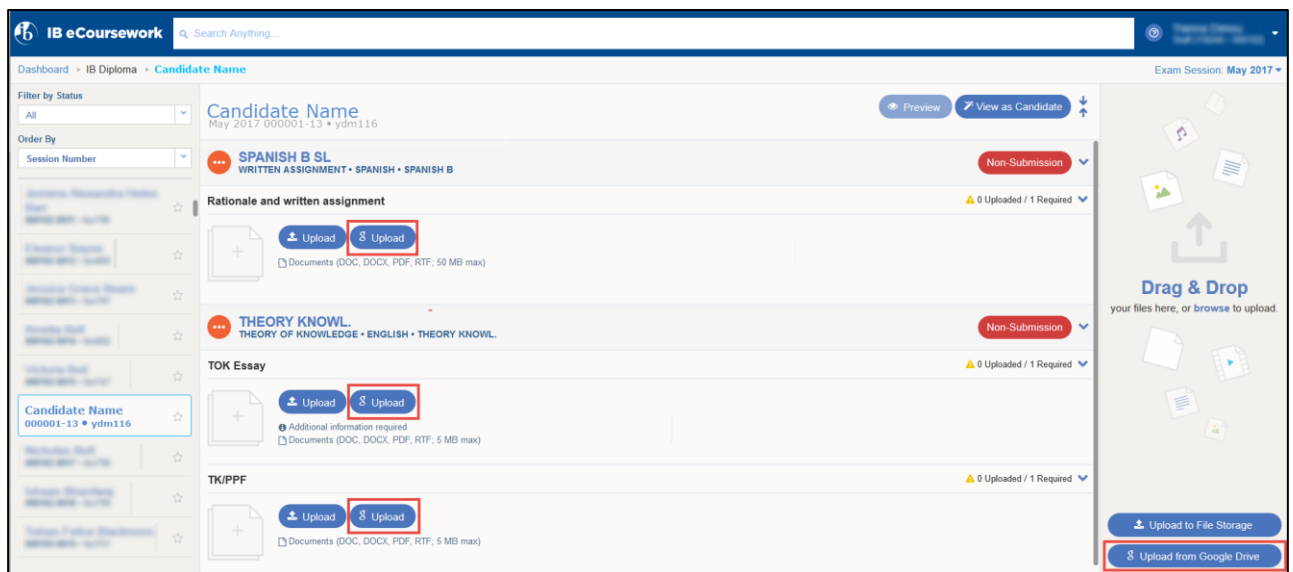 IB eCoursework
Search Anything...
Dashboard ▸ IB Diploma ▸ Candidate Name
Exam Session: May 2017
Filter by Status
All
Order By
Session Number
Candidate Name
000001-13 • ydm116
Candidate Name
May 2017 000001-13 • ydm116
Preview
View as Candidate
SPANISH B SL
WRITTEN ASSIGNMENT • SPANISH • SPANISH B
Non-Submission
Rationale and written assignment
0 Uploaded / 1 Required
Upload
Upload
Documents (DOC, DOCX, PDF, RTF; 50 MB max)
THEORY KNOWL.
THEORY OF KNOWLEDGE • ENGLISH • THEORY KNOWL.
Non-Submission
TOK Essay
0 Uploaded / 1 Required
Upload
Upload
Additional information required
Documents (DOC, DOCX, PDF, RTF; 5 MB max)
TK/PPF
0 Uploaded / 1 Required
Upload
Upload
Documents (DOC, DOCX, PDF, RTF; 5 MB max)
Drag & Drop
your files here, or browse to upload.
Upload to File Storage
Upload from Google Drive